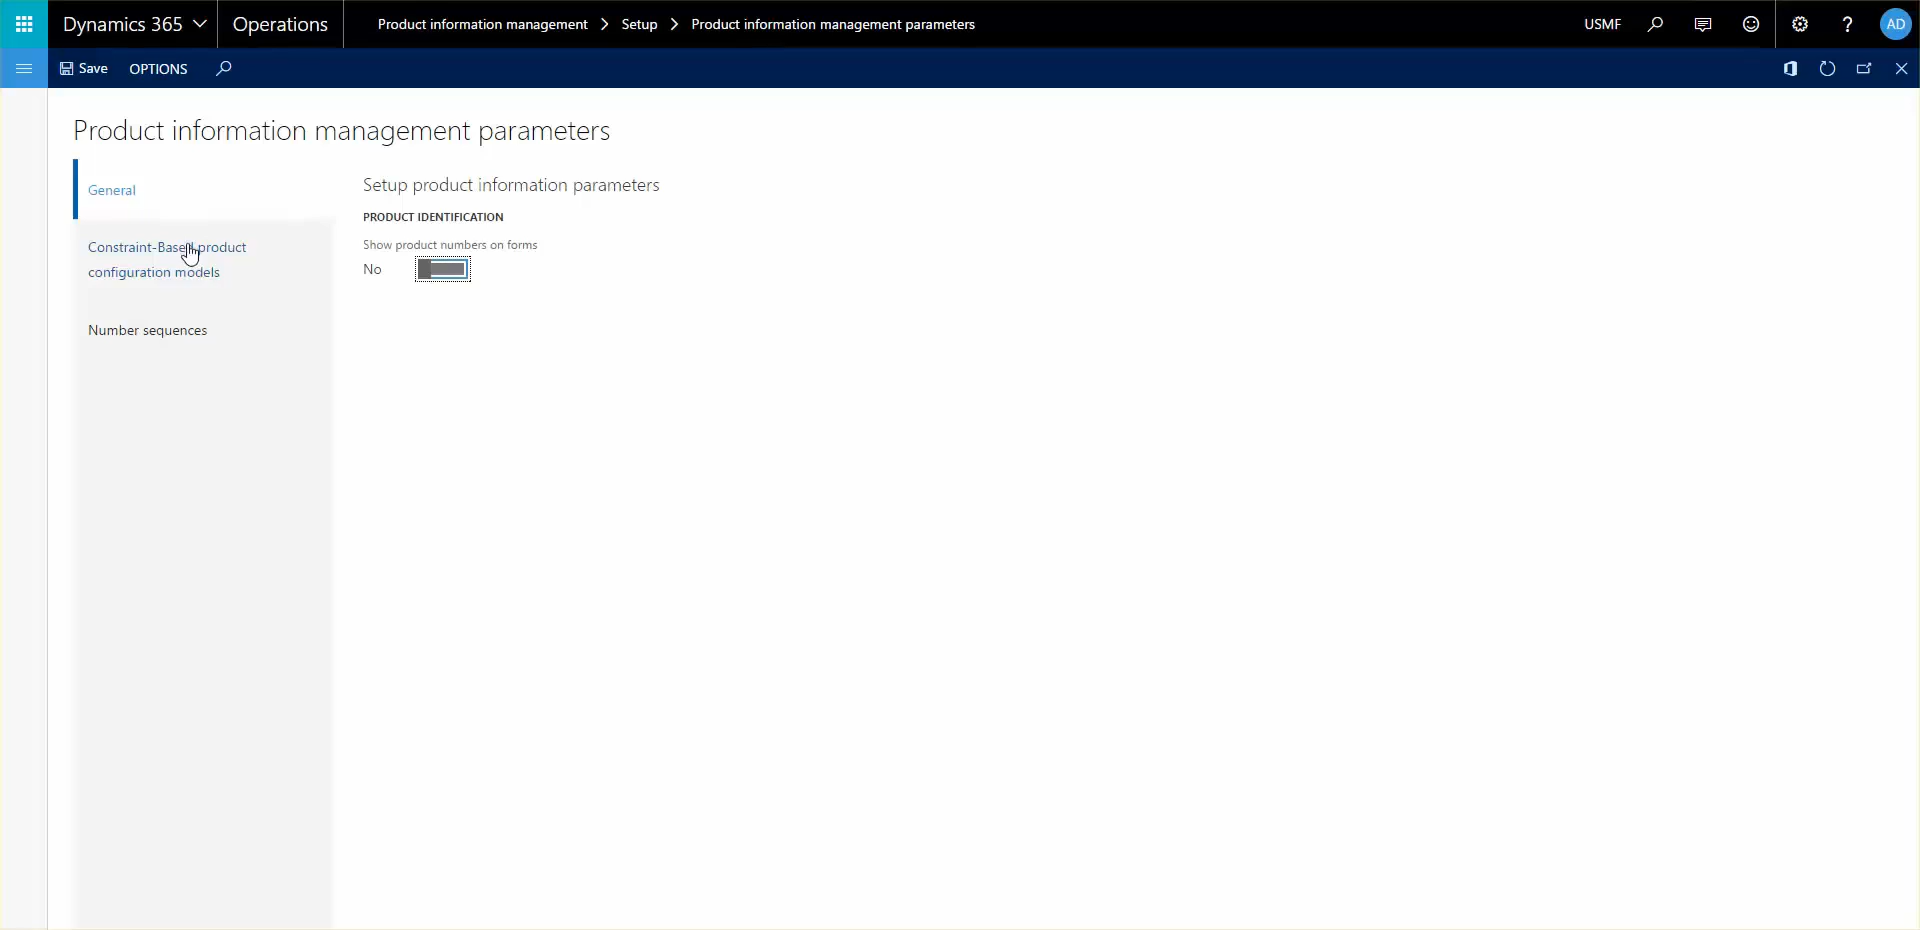 Dynamics 365
Operations
Product information management > Setup > Product information management parameters
USMF
?
AD
Save
OPTIONS
Product information management parameters
General
Constraint-Based product
configuration models
Number sequences
Setup product information parameters
PRODUCT IDENTIFICATION
Show product numbers on forms
No